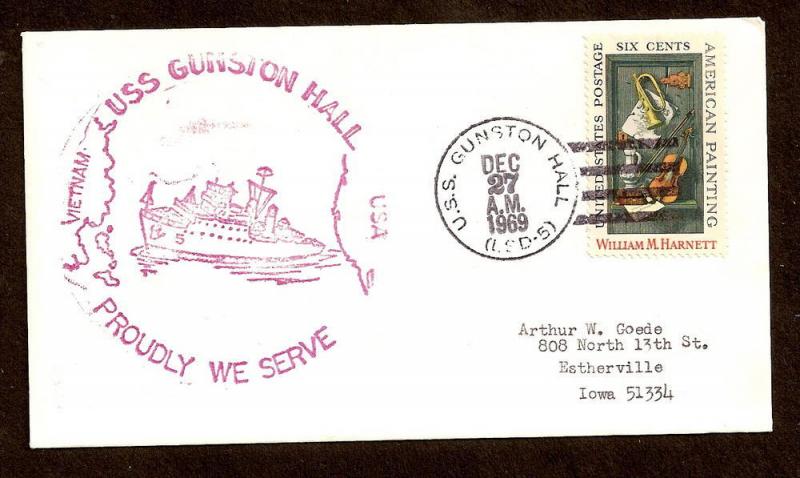 USS GUNSTON HALL
VIETNAM
USA
5
PROUDLY WE SERVE
U.S.S. GUNSTON HALL
DEC
27
A.M.
1969
(LSD-5)
UNITED STATES POSTAGE
SIX CENTS
AMERICAN PAINTING
WILLIAM M. HARNETT
Arthur W. Goede
808 North 13th St.
Estherville
Iowa 51334